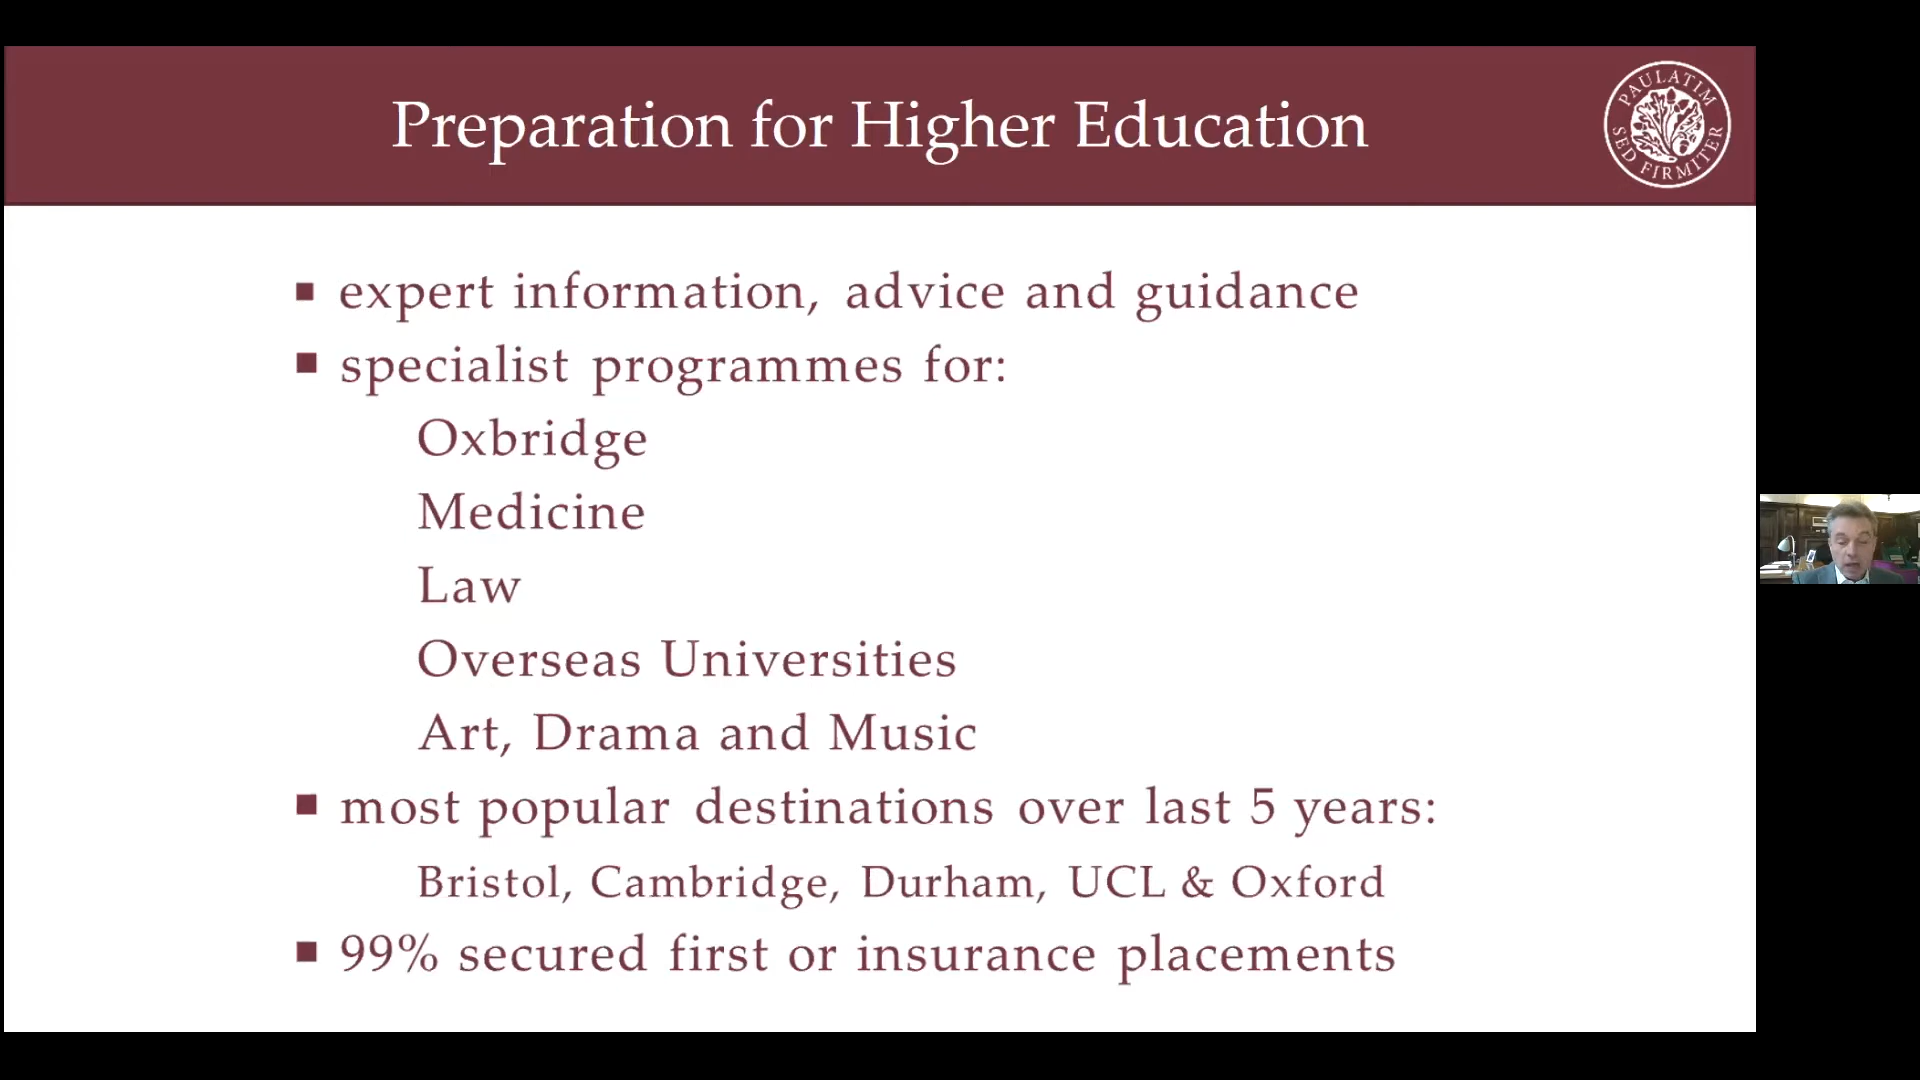 Preparation for Higher Education
PAULATIM
SED FIRMITER
▪ expert information, advice and guidance
▪ specialist programmes for:
Oxbridge
Medicine
Law
Overseas Universities
Art, Drama and Music
▪ most popular destinations over last 5 years:
Bristol, Cambridge, Durham, UCL & Oxford
▪ 99% secured first or insurance placements